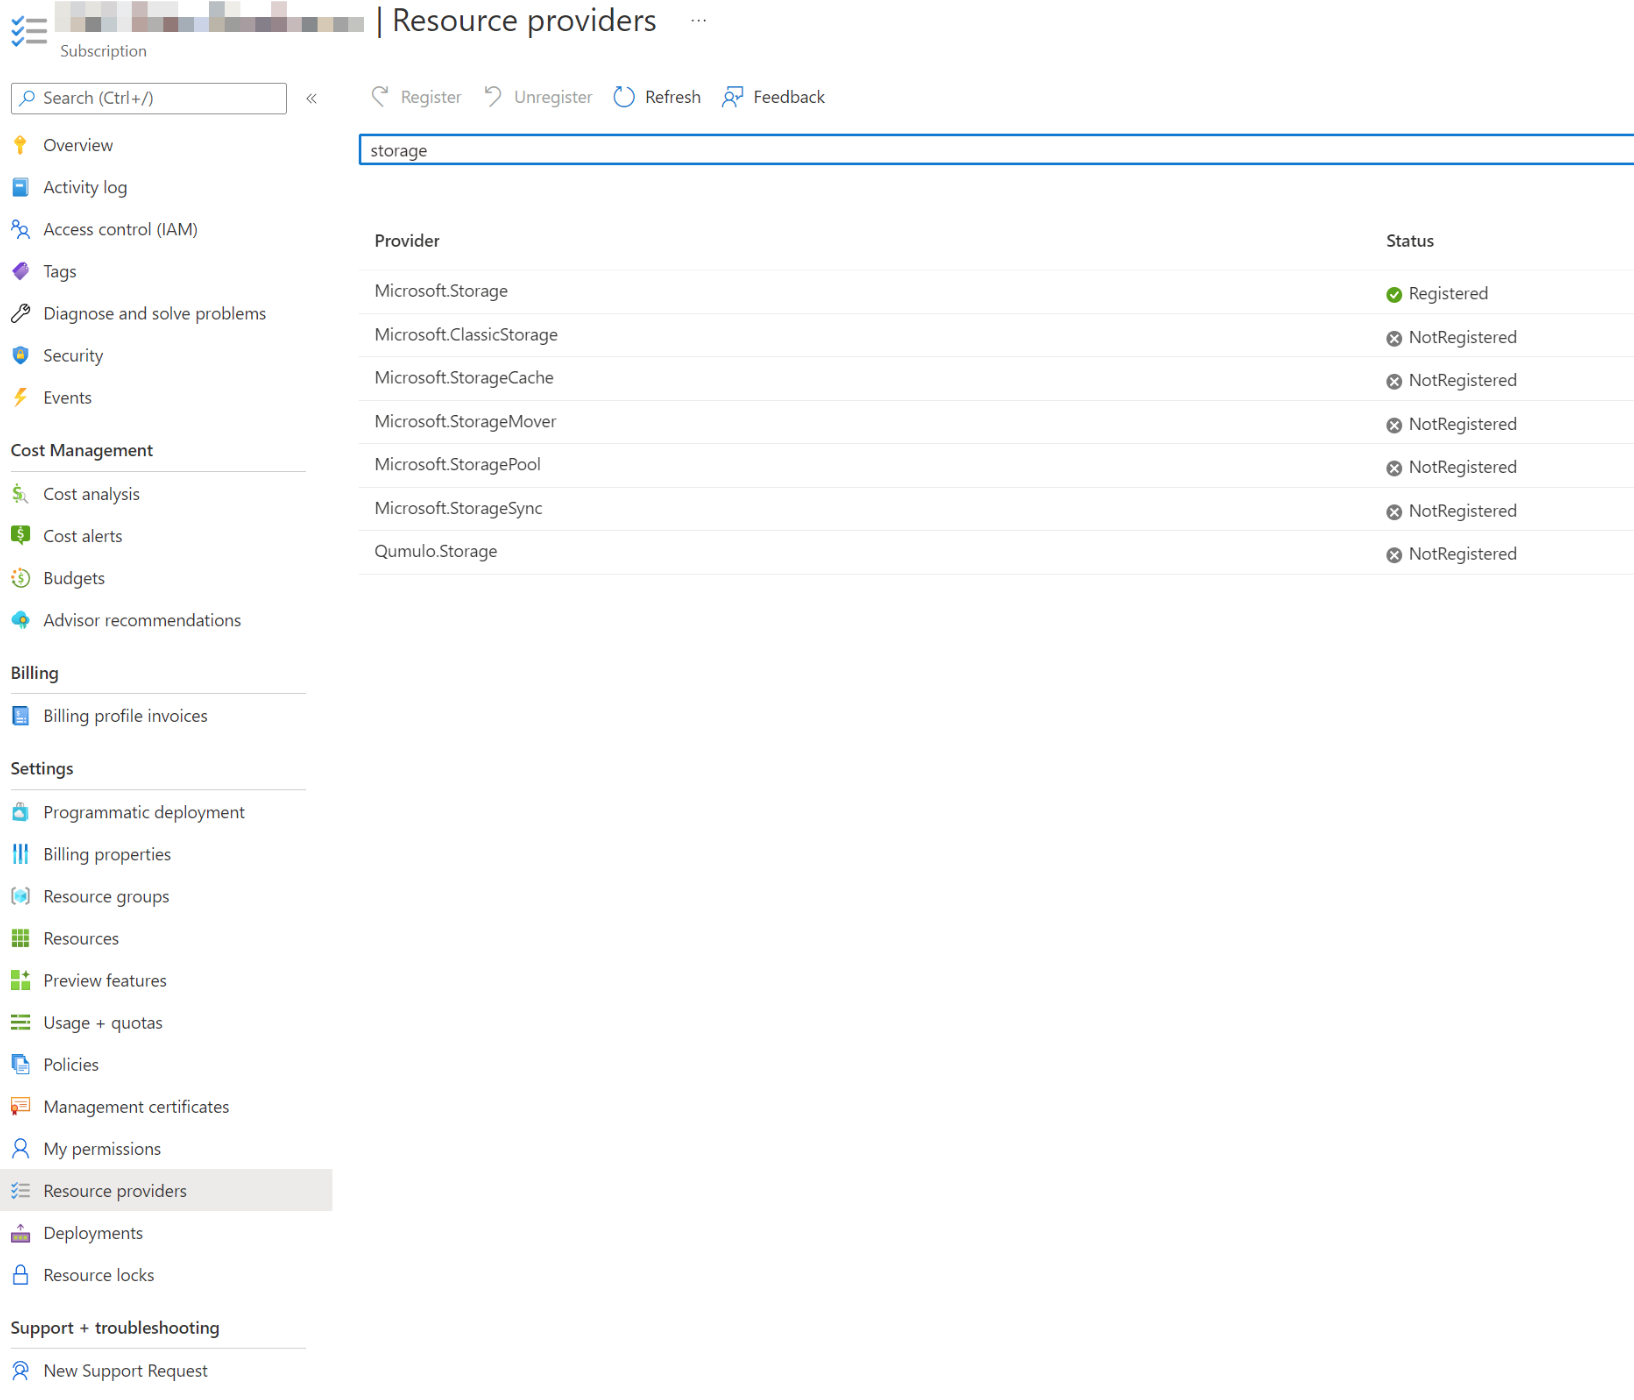 | Resource providers ...
Subscription
Search (Ctrl+/)
«
Register Unregister Refresh Feedback
storage
Overview
Activity log
Access control (IAM)
Tags
Diagnose and solve problems
Security
Events
Cost Management
Cost analysis
Cost alerts
Budgets
Advisor recommendations
Billing
Billing profile invoices
Settings
Programmatic deployment
Billing properties
Resource groups
Resources
Preview features
Usage + quotas
Policies
Management certificates
My permissions
Resource providers
Deployments
Resource locks
Support + troubleshooting
New Support Request
Provider Status
Microsoft.Storage Registered
Microsoft.ClassicStorage NotRegistered
Microsoft.StorageCache NotRegistered
Microsoft.StorageMover NotRegistered
Microsoft.StoragePool NotRegistered
Microsoft.StorageSync NotRegistered
Qumulo.Storage NotRegistered